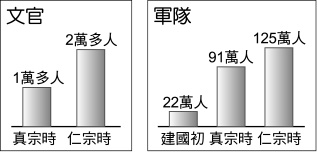 文官
2萬多人
1萬多人
真宗時 仁宗時
軍隊
125萬人
91萬人
22萬人
建國初 真宗時 仁宗時